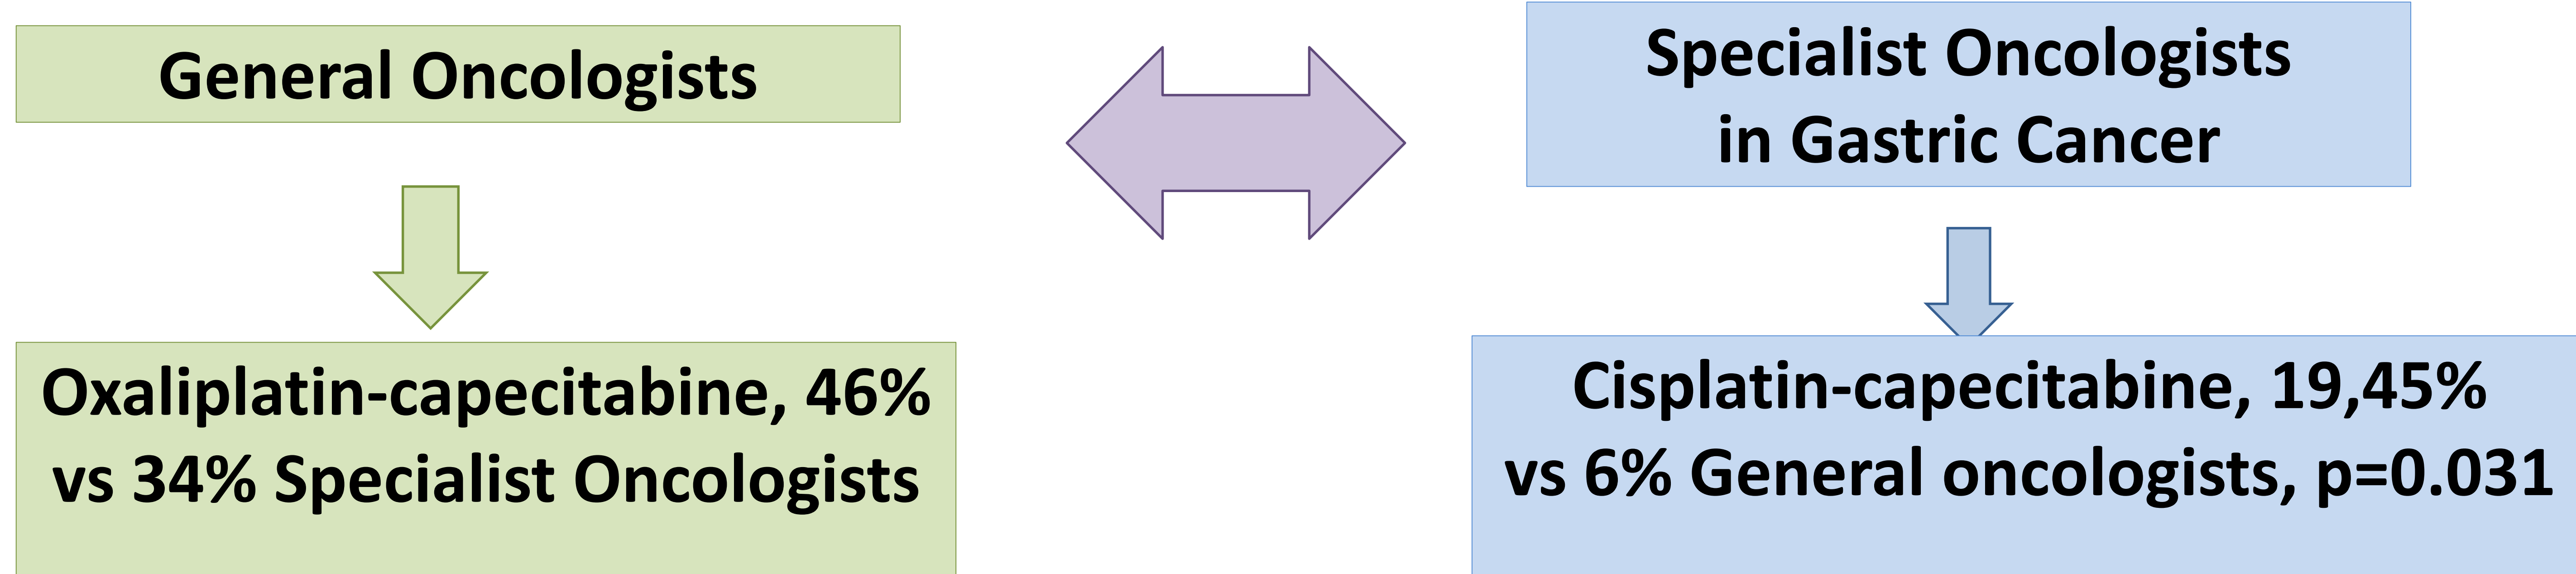 General Oncologists
Specialist Oncologists
in Gastric Cancer
Oxaliplatin-capecitabine, 46%
vs 34% Specialist Oncologists
Cisplatin-capecitabine, 19,45%
vs 6% General oncologists, p=0.031